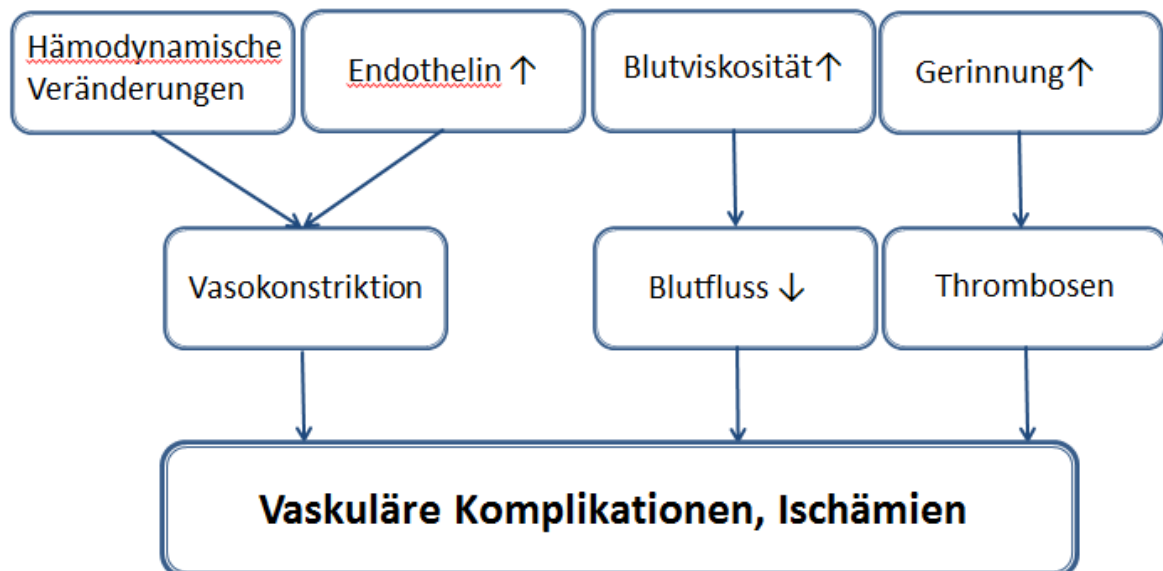 Hämodynamische
Veränderungen
Endothelin ↑
Blutviskosität↑
Gerinnung↑
Vasokonstriktion
Blutfluss ↓
Thrombosen
Vaskuläre Komplikationen, Ischämien